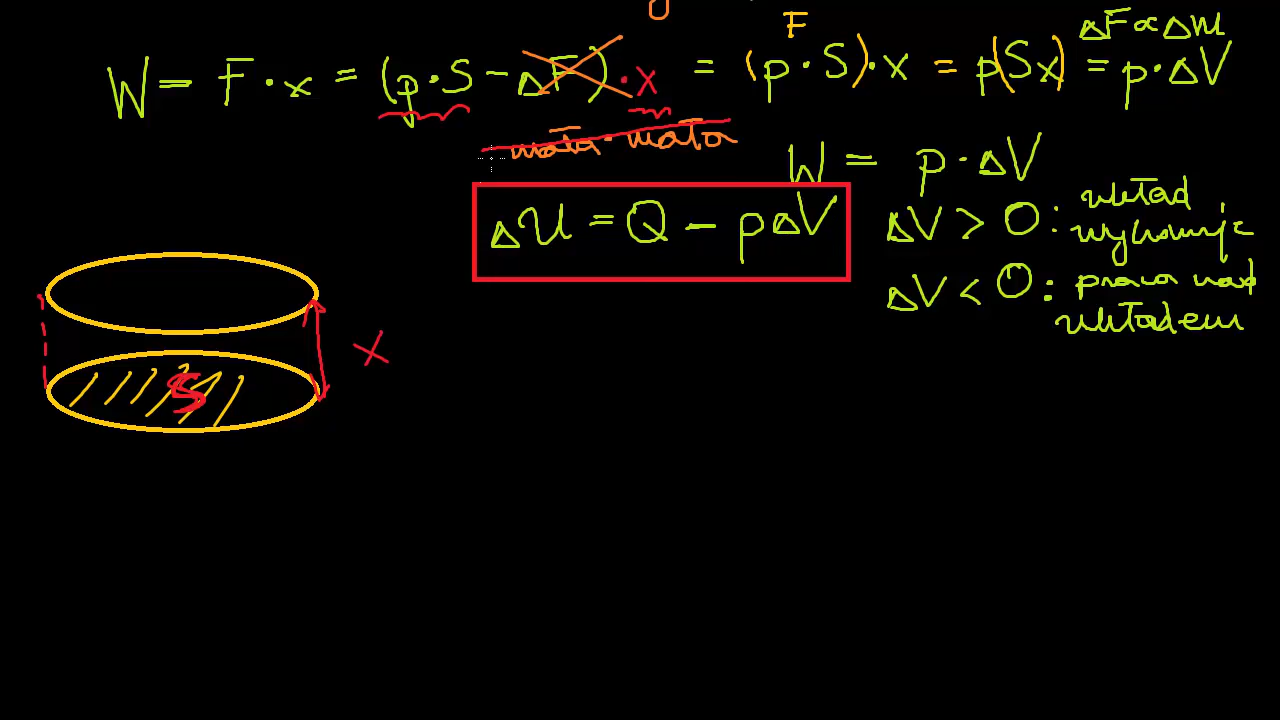 ΔF ∝ Δm
F
W = F · x = (p · S - ΔF) · x = (p · S) · x = p(Sx) = p · ΔV
mała · mała
W = p · ΔV
ΔU = Q - pΔV
ΔV > 0 : układ wykonuje
ΔV < 0 : praca nad układem
x
S